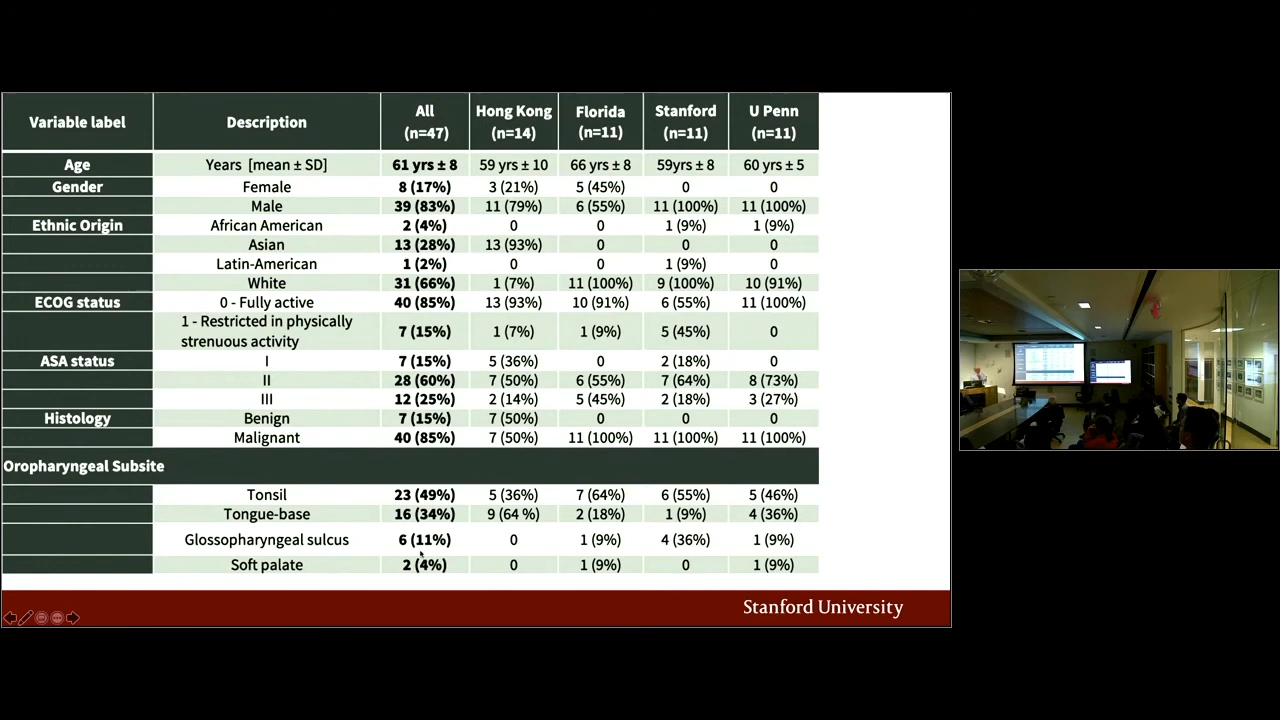 Variable label Description All (n=47) Hong Kong (n=14) Florida (n=11) Stanford (n=11) U Penn (n=11)
Age Years [mean ± SD] 61 yrs ± 8 59 yrs ± 10 66 yrs ± 8 59yrs ± 8 60 yrs ± 5
Gender Female 8 (17%) 3 (21%) 5 (45%) 0 0
Male 39 (83%) 11 (79%) 6 (55%) 11 (100%) 11 (100%)
Ethnic Origin African American 2 (4%) 0 0 1 (9%) 1 (9%)
Asian 13 (28%) 13 (93%) 0 0 0
Latin-American 1 (2%) 0 0 1 (9%) 0
White 31 (66%) 1 (7%) 11 (100%) 9 (100%) 10 (91%)
ECOG status 0 - Fully active 40 (85%) 13 (93%) 10 (91%) 6 (55%) 11 (100%)
1 - Restricted in physically strenuous activity 7 (15%) 1 (7%) 1 (9%) 5 (45%) 0
ASA status I 7 (15%) 5 (36%) 0 2 (18%) 0
II 28 (60%) 7 (50%) 6 (55%) 7 (64%) 8 (73%)
III 12 (25%) 2 (14%) 5 (45%) 2 (18%) 3 (27%)
Histology Benign 7 (15%) 7 (50%) 0 0 0
Malignant 40 (85%) 7 (50%) 11 (100%) 11 (100%) 11 (100%)
Oropharyngeal Subsite
Tonsil 23 (49%) 5 (36%) 7 (64%) 6 (55%) 5 (46%)
Tongue-base 16 (34%) 9 (64 %) 2 (18%) 1 (9%) 4 (36%)
Glossopharyngeal sulcus 6 (11%) 0 1 (9%) 4 (36%) 1 (9%)
Soft palate 2 (4%) 0 1 (9%) 0 1 (9%)
Stanford University